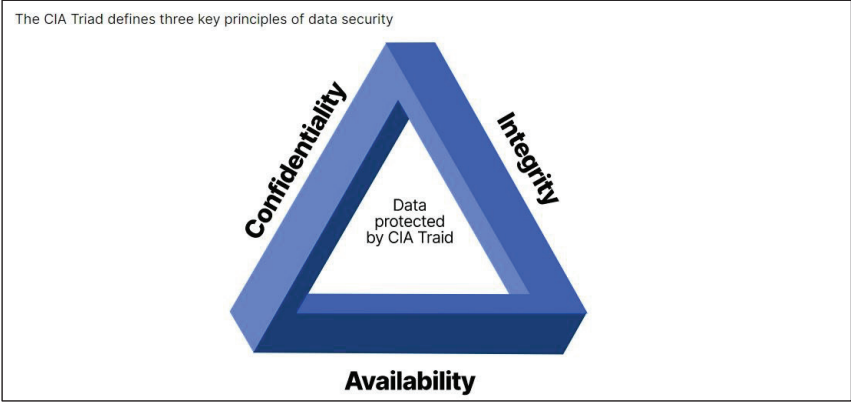 The CIA Triad defines three key principles of data security
Confidentiality
Integrity
Data
protected
by CIA Traid
Availability